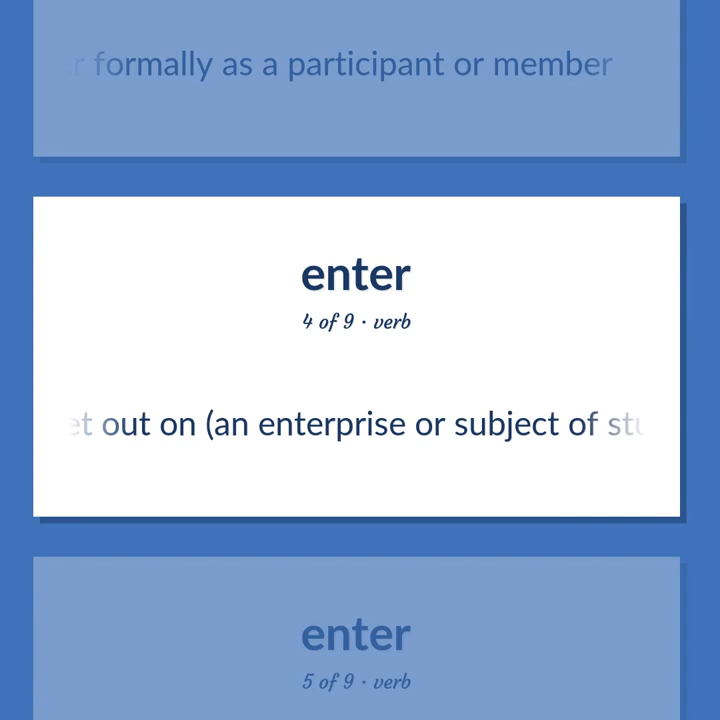 formally as a participant or member
enter
4 of 9 · verb
out on (an enterprise or subject of
enter
5 of 9 · verb